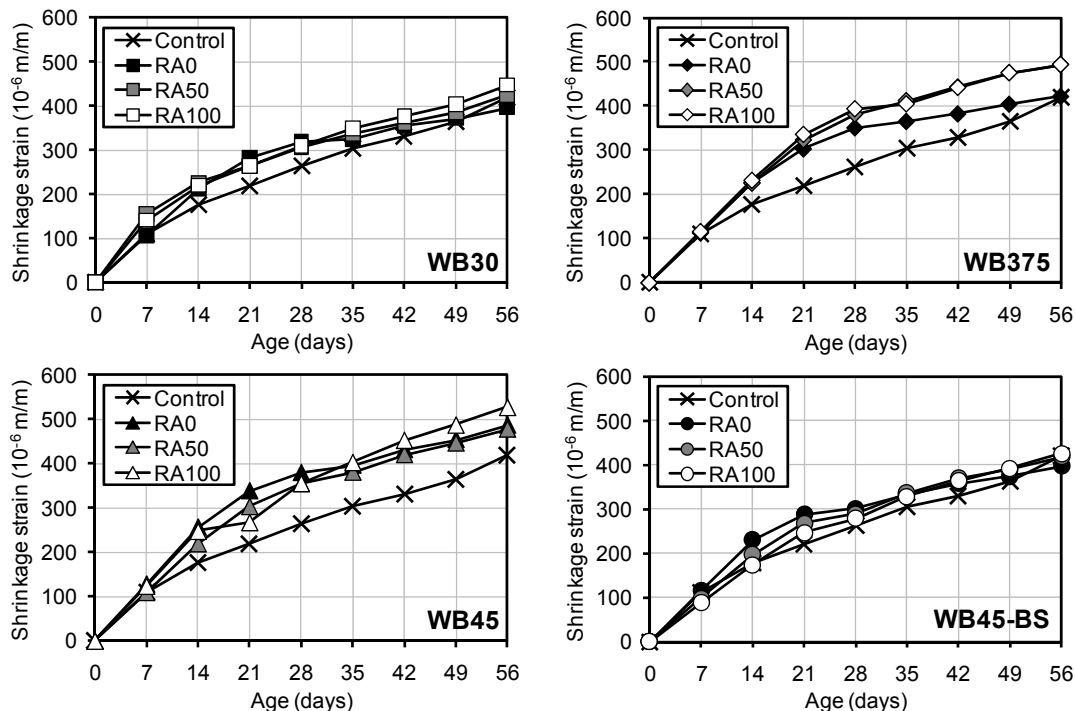 600
500
400
300
200
100
0
Shrinkage strain (10⁻⁶ m/m)
Control
RA0
RA50
RA100
WB30
0 7 14 21 28 35 42 49 56
Age (days)
600
500
400
300
200
100
0
Shrinkage strain (10⁻⁶ m/m)
Control
RA0
RA50
RA100
WB375
0 7 14 21 28 35 42 49 56
Age (days)
600
500
400
300
200
100
0
Shrinkage strain (10⁻⁶ m/m)
Control
RA0
RA50
RA100
WB45
0 7 14 21 28 35 42 49 56
Age (days)
600
500
400
300
200
100
0
Shrinkage strain (10⁻⁶ m/m)
Control
RA0
RA50
RA100
WB45-BS
0 7 14 21 28 35 42 49 56
Age (days)